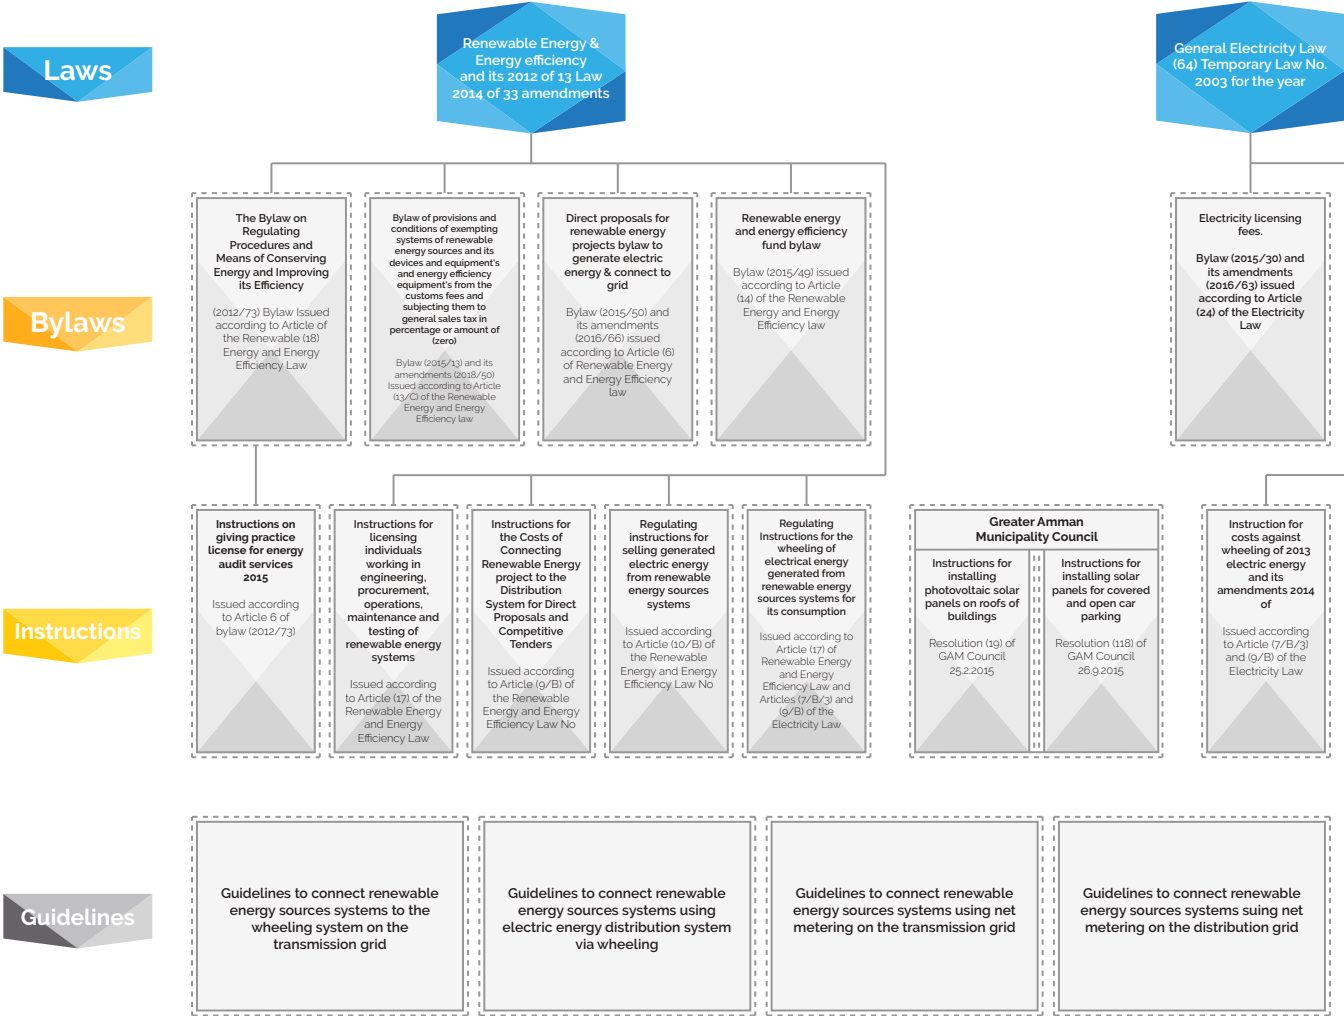 Laws
Renewable Energy &
Energy efficiency
and its 2012 of 13 Law
2014 of 33 amendments
General Electricity Law
(64) Temporary Law No.
2003 for the year
Bylaws
The Bylaw on
Regulating
Procedures and
Means of Conserving
Energy and Improving
its Efficiency
(2012/73) Bylaw Issued
according to Article of
the Renewable (18)
Energy and Energy
Efficiency Law
Bylaw of provisions and
conditions of exempting
systems of renewable
energy sources and its
devices and equipment's
and energy efficiency
equipment's from the
customs fees and
subjecting them to
general sales tax in
percentage or amount of
(zero)
Bylaw (2015/13) and its
amendments (2018/50)
Issued according to Article
(13/C) of the Renewable
Energy and Energy
Efficiency law
Direct proposals for
renewable energy
projects bylaw to
generate electric
energy & connect to
grid
Bylaw (2015/50) and
its amendments
(2016/66) issued
according to Article (6)
of Renewable Energy
and Energy Efficiency
law
Renewable energy
and energy efficiency
fund bylaw
Bylaw (2015/49) issued
according to Article
(14) of the Renewable
Energy and Energy
Efficiency law
Electricity licensing
fees.
Bylaw (2015/30) and
its amendments
(2016/63) issued
according to Article
(24) of the Electricity
Law
Instructions
Instructions on
giving practice
license for energy
audit services
2015
Issued according
to Article 6 of
bylaw (2012/73)
Instructions for
licensing
individuals
working in
engineering,
procurement,
operations,
maintenance and
testing of
renewable energy
systems
Issued according
to Article (17) of the
Renewable Energy
and Energy
Efficiency Law
Instructions for
the Costs of
Connecting
Renewable Energy
project to the
Distribution
System for Direct
Proposals and
Competitive
Tenders
Issued according
to Article (9/B) of
the Renewable
Energy and Energy
Efficiency Law No
Regulating
instructions for
selling generated
electric energy
from renewable
energy sources
systems
Issued according
to Article (10/B) of
the Renewable
Energy and Energy
Efficiency Law No
Regulating
Instructions for the
wheeling of
electrical energy
generated from
renewable energy
sources systems for
its consumption
Issued according to
Article (17) of
Renewable Energy
and Energy
Efficiency Law and
Articles (7/B/3) and
(9/B) of the
Electricity Law
Greater Amman
Municipality Council
Instructions for
installing
photovoltaic solar
panels on roofs of
buildings
Resolution (19) of
GAM Council
25.2.2015
Instructions for
installing solar
panels for covered
and open car
parking
Resolution (118) of
GAM Council
26.9.2015
Instruction for
costs against
wheeling of 2013
electric energy
and its
amendments 2014
of
Issued according
to Article (7/B/3)
and (9/B) of the
Electricity Law
Guidelines
Guidelines to connect renewable
energy sources systems to the
wheeling system on the
transmission grid
Guidelines to connect renewable
energy sources systems using
electric energy distribution system
via wheeling
Guidelines to connect renewable
energy sources systems using net
metering on the transmission grid
Guidelines to connect renewable
energy sources systems suing net
metering on the distribution grid